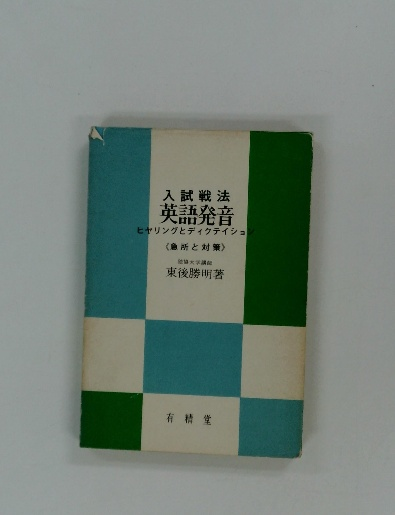 入試戦法
英語発音
ヒヤリングとディクテイション
《急所と対策》
東後勝明著
有精堂